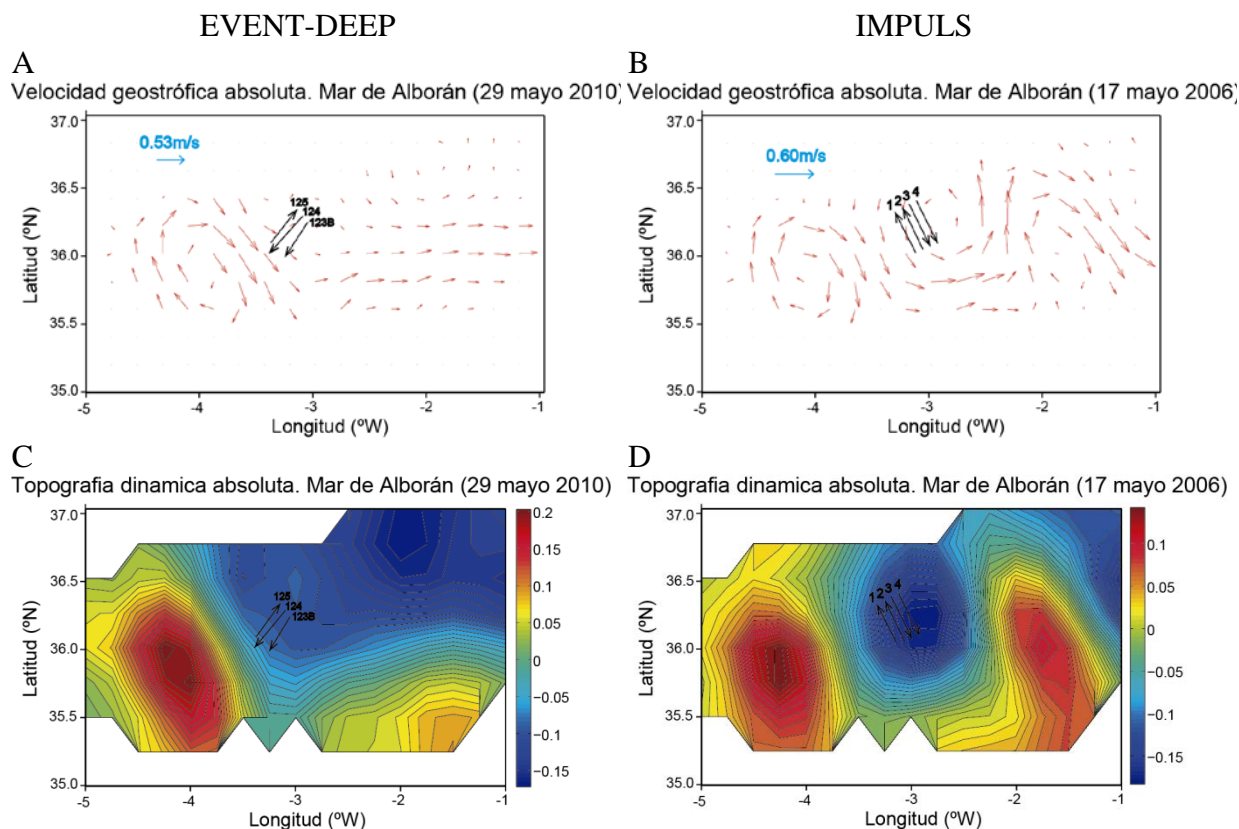 EVENT-DEEP
IMPULS
A
B
Velocidad geostrófica absoluta. Mar de Alborán (29 mayo 2010)
Velocidad geostrófica absoluta. Mar de Alborán (17 mayo 2006)
37.0
36.5
36.0
35.5
35.0
Latitud (ºN)
0.53m/s
125
124
123B
-5
-4
-3
-2
-1
Longitud (ºW)
37.0
36.5
36.0
35.5
35.0
Latitud (ºN)
0.60m/s
1 2 3 4
-5
-4
-3
-2
-1
Longitud (ºW)
C
D
Topografia dinamica absoluta. Mar de Alborán (29 mayo 2010)
Topografia dinamica absoluta. Mar de Alborán (17 mayo 2006)
37.0
36.5
36.0
35.5
35.0
Latitud (ºN)
125
124
123B
-5
-4
-3
-2
-1
Longitud (ºW)
0.2
0.15
0.10
0.05
0
-0.05
-0.1
-0.15
37.0
36.5
36.0
35.5
35.0
Latitud (ºN)
1 2 3 4
-5
-4
-3
-2
-1
Longitud (ºW)
0.1
0.05
0
-0.05
-0.1
-0.15